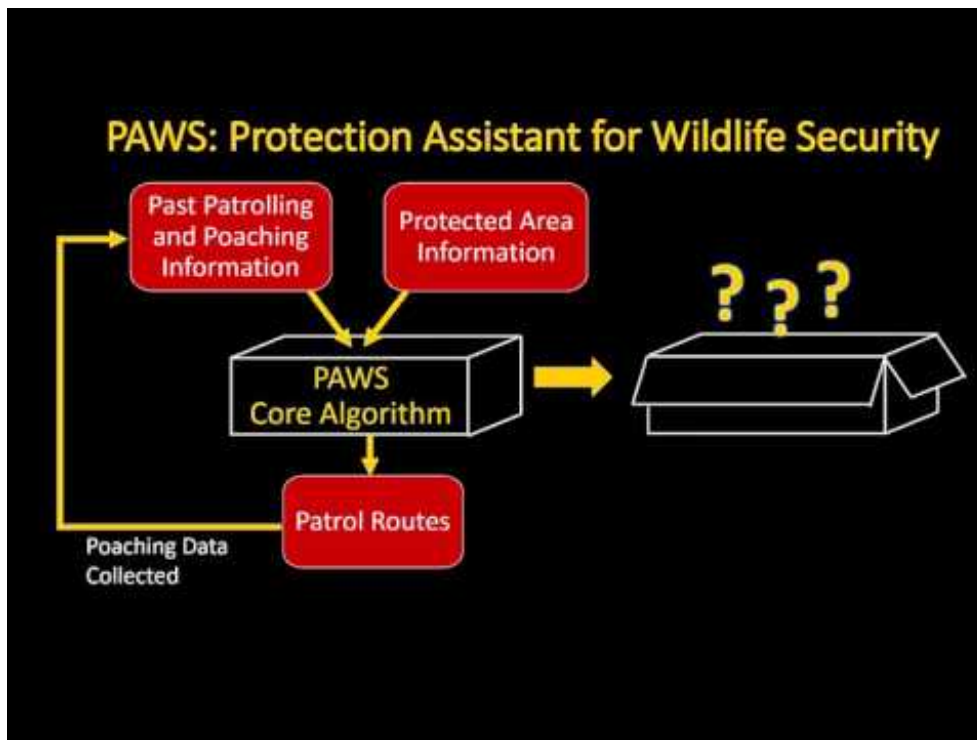 PAWS: Protection Assistant for Wildlife Security
Past Patrolling
and Poaching
Information
Protected Area
Information
? ? ?
PAWS
Core Algorithm
Patrol Routes
Poaching Data
Collected